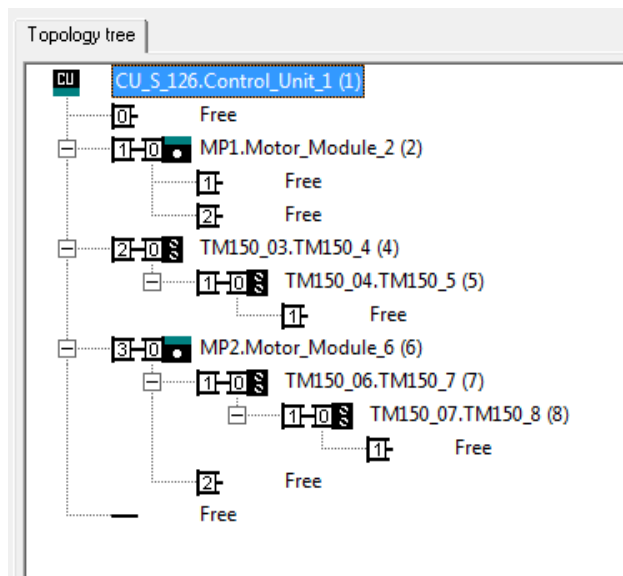 Topology tree
CU CU_S_126.Control_Unit_1 (1)
0 Free
1 0 MP1.Motor_Module_2 (2)
1 Free
2 Free
2 0 TM150_03.TM150_4 (4)
1 0 TM150_04.TM150_5 (5)
1 Free
3 0 MP2.Motor_Module_6 (6)
1 0 TM150_06.TM150_7 (7)
1 0 TM150_07.TM150_8 (8)
1 Free
2 Free
Free